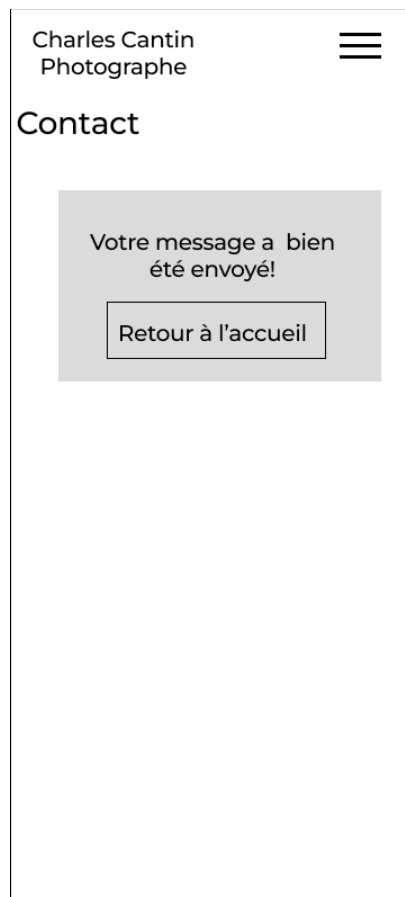 Charles Cantin
Photographe
Contact
Votre message a  bien
été envoyé!
Retour à l’accueil